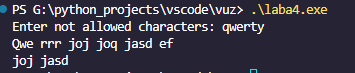 PS G:\python_projects\vscode\vuz> .\laba4.exe
Enter not allowed characters: qwerty
Qwe rrr joj joq jasd ef
joj jasd